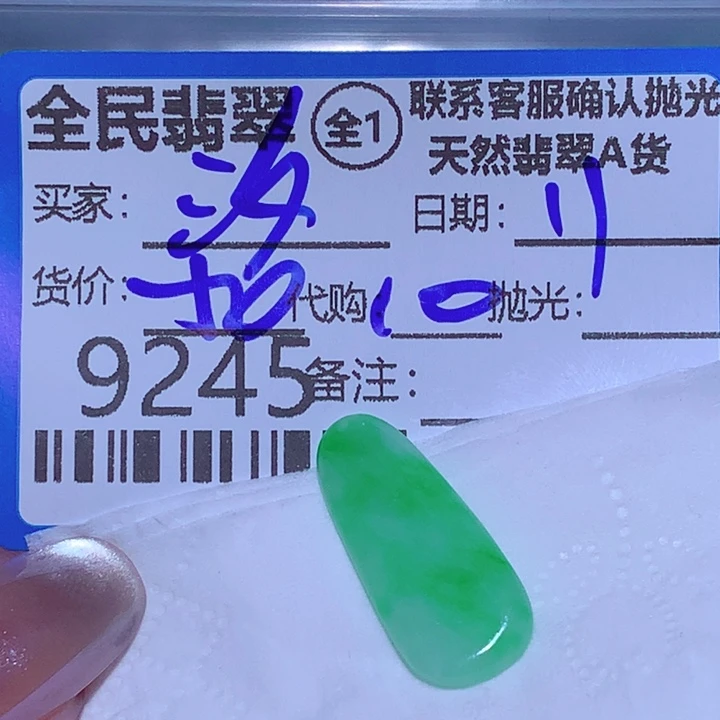 全民翡翠 全1 联系客服确认抛光
天然翡翠A货
买家： 日期： 11
货价： 代购： 10 抛光：
9245 备注：